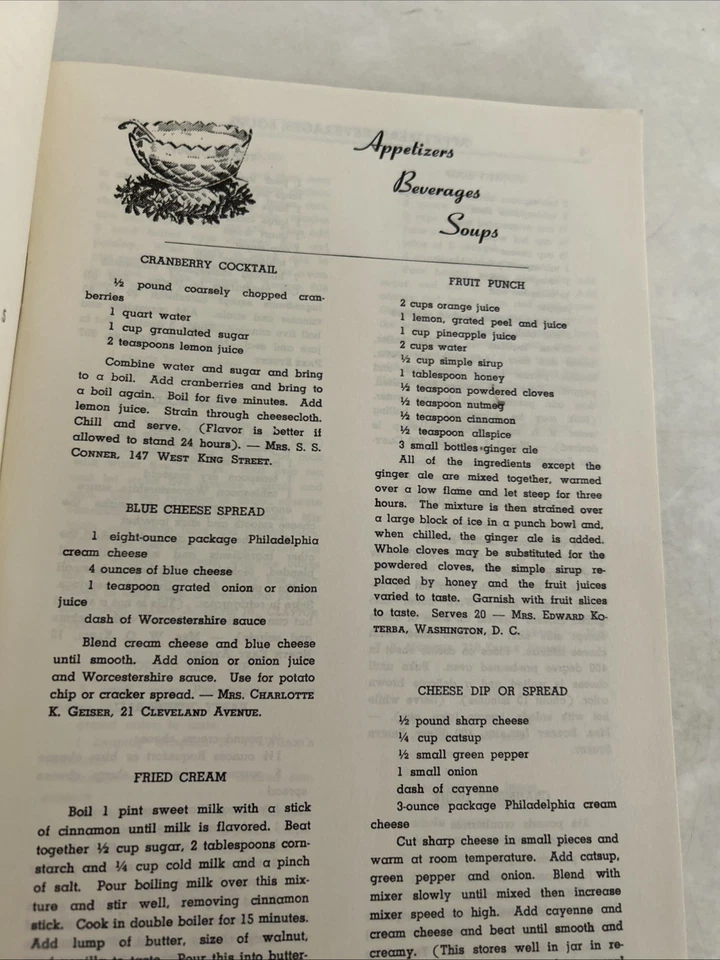 Appetizers
Beverages
Soups
CRANBERRY COCKTAIL
½ pound coarsely chopped cran-
berries
1 quart water
1 cup granulated sugar
2 teaspoons lemon juice
Combine water and sugar and bring
to a boil. Add cranberries and bring to
a boil again. Boil for five minutes. Add
lemon juice. Strain through cheesecloth.
Chill and serve. (Flavor is better if
allowed to stand 24 hours). — MRS. S. S.
CONNER, 147 WEST KING STREET.
BLUE CHEESE SPREAD
1 eight-ounce package Philadelphia
cream cheese
4 ounces of blue cheese
1 teaspoon grated onion or onion
juice
dash of Worcestershire sauce
Blend cream cheese and blue cheese
until smooth. Add onion or onion juice
and Worcestershire sauce. Use for potato
chip or cracker spread. — MRS. CHARLOTTE
K. GEISER, 21 CLEVELAND AVENUE.
FRIED CREAM
Boil 1 pint sweet milk with a stick
of cinnamon until milk is flavored. Beat
together ½ cup sugar, 2 tablespoons corn-
starch and ¼ cup cold milk and a pinch
of salt. Pour boiling milk over this mix-
ture and stir well, removing cinnamon
stick. Cook in double boiler for 15 minutes.
Add lump of butter, size of walnut,
to taste. Pour this into butter-
FRUIT PUNCH
2 cups orange juice
1 lemon, grated peel and juice
1 cup pineapple juice
2 cups water
½ cup simple sirup
1 tablespoon honey
½ teaspoon powdered cloves
½ teaspoon nutmeg
½ teaspoon cinnamon
½ teaspoon allspice
3 small bottles ginger ale
All of the ingredients except the
ginger ale are mixed together, warmed
over a low flame and let steep for three
hours. The mixture is then strained over
a large block of ice in a punch bowl and,
when chilled, the ginger ale is added.
Whole cloves may be substituted for the
powdered cloves, the simple sirup re-
placed by honey and the fruit juices
varied to taste. Garnish with fruit slices
to taste. Serves 20 — MRS. EDWARD KO-
TERBA, WASHINGTON, D. C.
CHEESE DIP OR SPREAD
½ pound sharp cheese
¼ cup catsup
½ small green pepper
1 small onion
dash of cayenne
3-ounce package Philadelphia cream
cheese
Cut sharp cheese in small pieces and
warm at room temperature. Add catsup,
green pepper and onion. Blend with
mixer slowly until mixed then increase
mixer speed to high. Add cayenne and
cream cheese and beat until smooth and
creamy. (This stores well in jar in re-